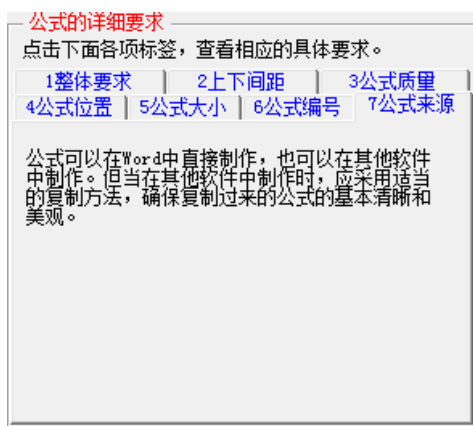 公式的详细要求
点击下面各项标签，查看相应的具体要求。
1整体要求 2上下间距 3公式质量
4公式位置 5公式大小 6公式编号 7公式来源
公式可以在Word中直接制作，也可以在其他软件
中制作。但当在其他软件中制作时，应采用适当
的复制方法，确保复制过来的公式的基本清晰和
美观。